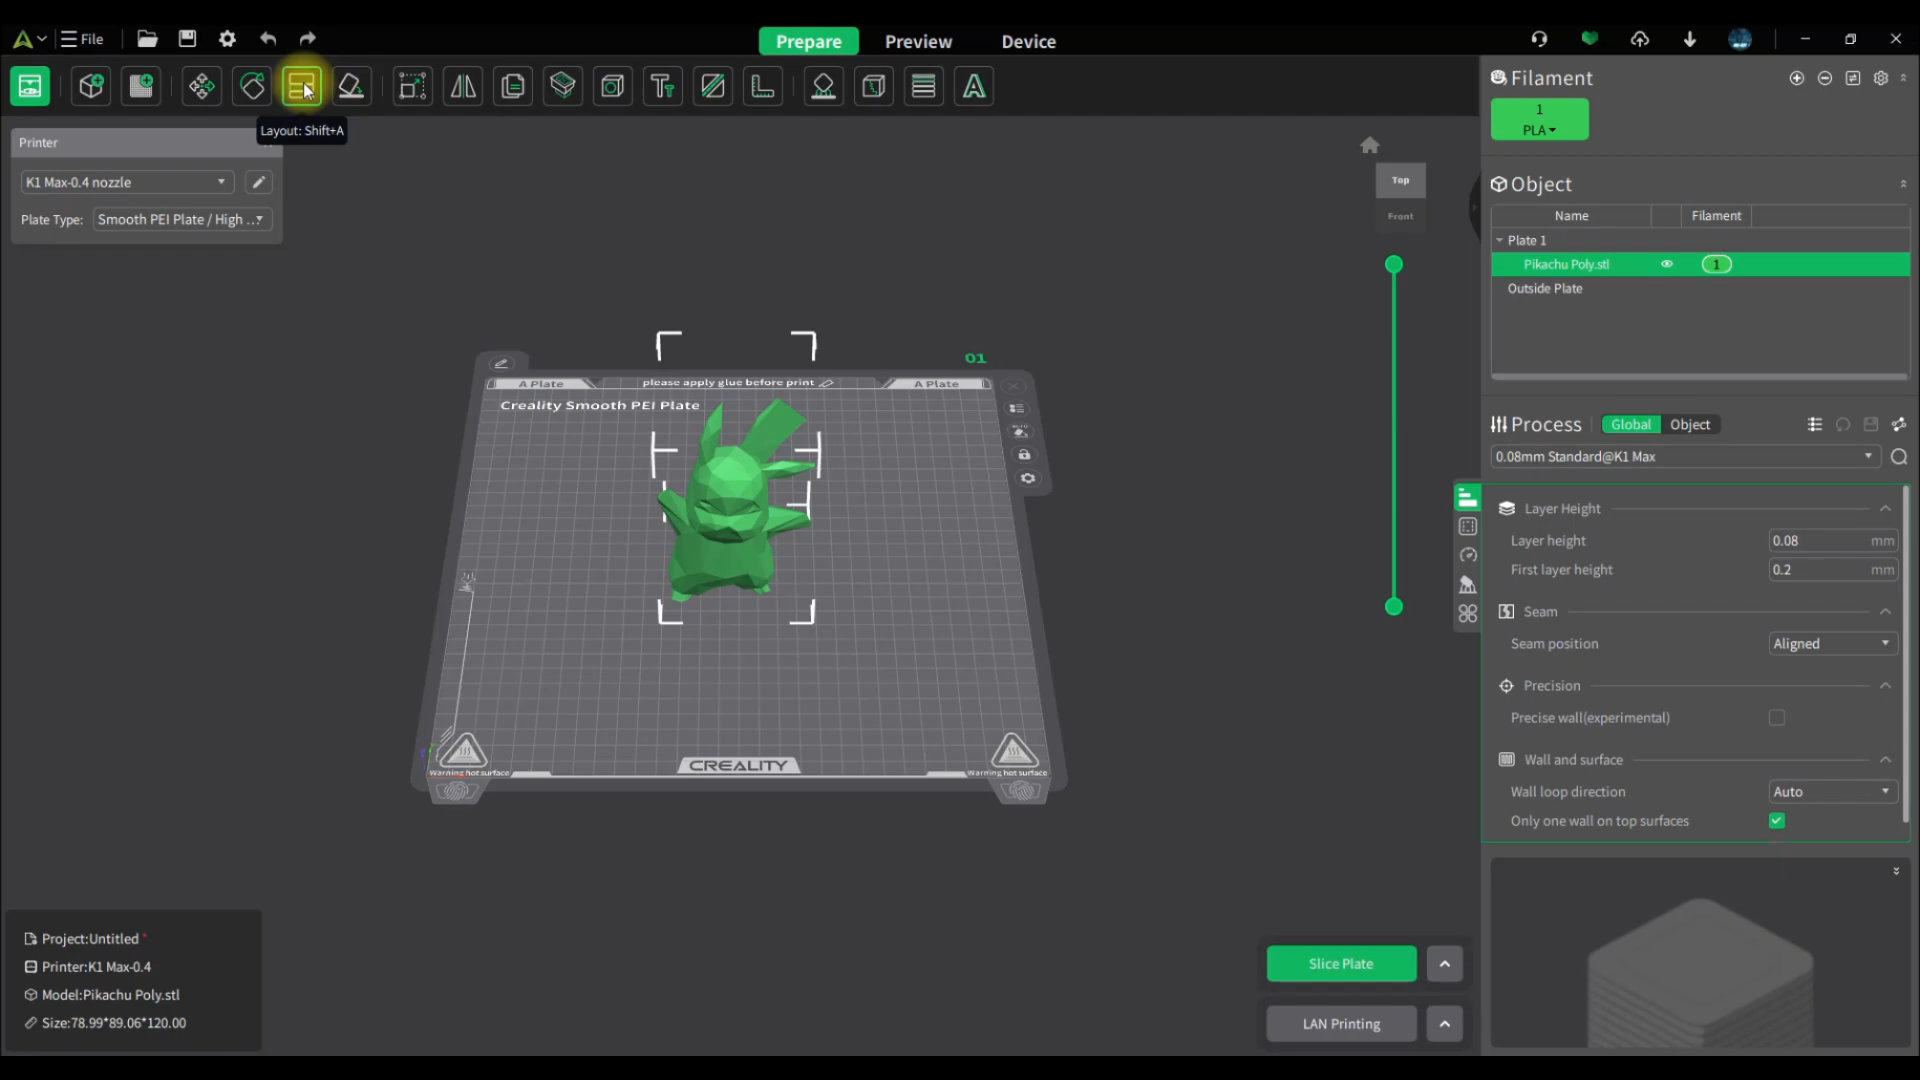 File
Prepare
Preview
Device
Layout: Shift+A
Printer
K1 Max-0.4 nozzle
Plate Type:
Smooth PEI Plate / High ...
Top
Front
01
A Plate
please apply glue before print
A Plate
Creality Smooth PEI Plate
Warning hot surface
CREALITY
Warning hot surface
Project:Untitled *
Printer:K1 Max-0.4
Model:Pikachu Poly.stl
Size:78.99*89.06*120.00
Slice Plate
LAN Printing
Filament
1
PLA
Object
Name
Filament
Plate 1
Pikachu Poly.stl
1
Outside Plate
Process
Global
Object
0.08mm Standard@K1 Max
Layer Height
Layer height
0.08
mm
First layer height
0.2
mm
Seam
Seam position
Aligned
Precision
Precise wall(experimental)
Wall and surface
Wall loop direction
Auto
Only one wall on top surfaces